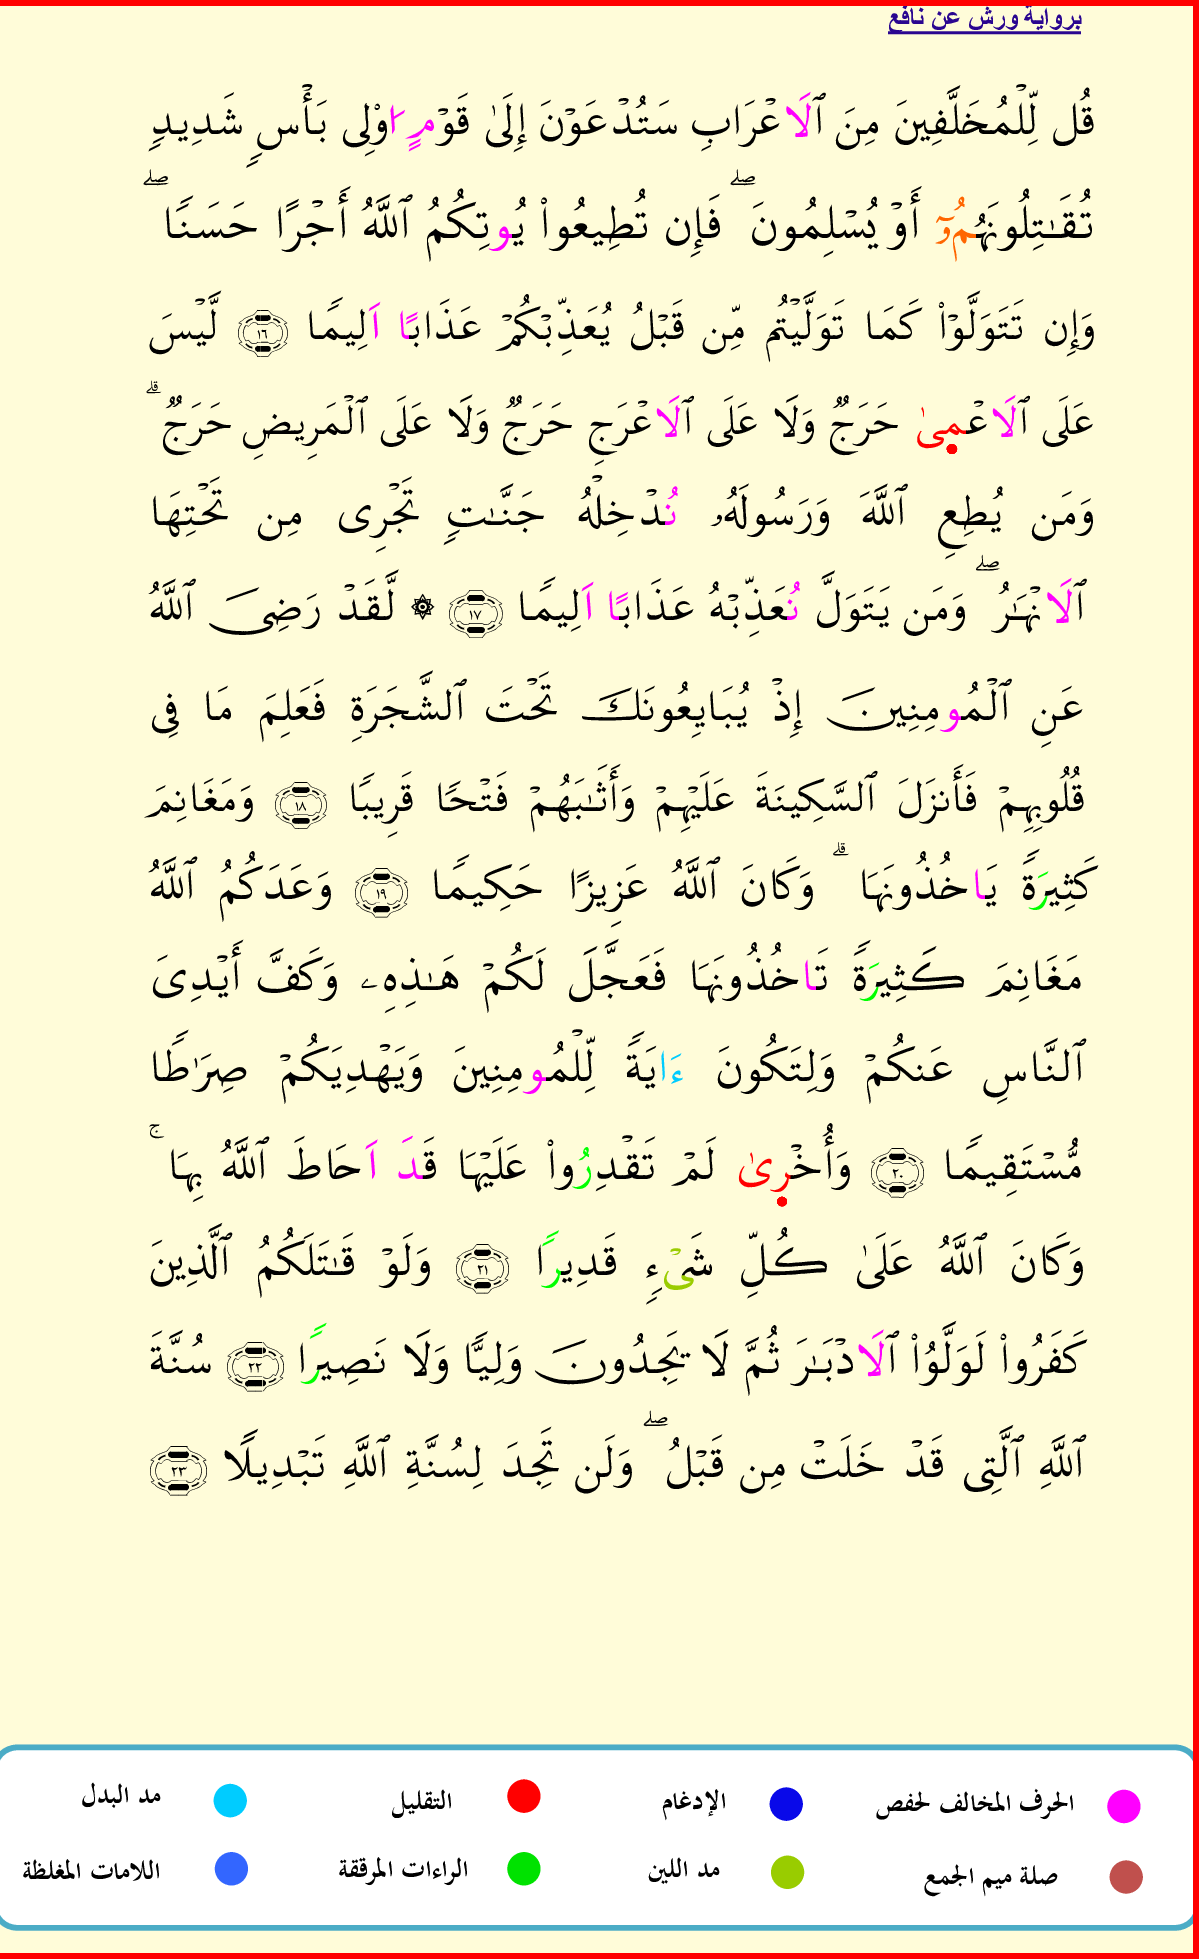 برواية ورش عن نافع
قُل لِّلْمُخَلَّفِينَ مِنَ ٱلَاعْرَابِ سَتُدْعَوْنَ إِلَىٰ قَوْمٍ ا۟وْلِى بَأْسٍ شَدِيدٍ
تُقَٰتِلُونَهُمُۥٓ أَوْ يُسْلِمُونَ ۖ فَإِن تُطِيعُوا۟ يُوتِكُمُ ٱللَّهُ أَجْرًا حَسَنًا ۖ
وَإِن تَتَوَلَّوْا۟ كَمَا تَوَلَّيْتُم مِّن قَبْلُ يُعَذِّبْكُمْ عَذَابًا اَلِيمًا ١٦ لَّيْسَ
عَلَى ٱلَاعْمِىٰ حَرَجٌ وَلَا عَلَى ٱلَاعْرَجِ حَرَجٌ وَلَا عَلَى ٱلْمَرِيضِ حَرَجٌ ۗ
وَمَن يُطِعِ ٱللَّهَ وَرَسُولَهُۥ نُدْخِلْهُ جَنَّٰتٍ تَجْرِى مِن تَحْتِهَا
ٱلَانْهَٰرُ ۖ وَمَن يَتَوَلَّ نُعَذِّبْهُ عَذَابًا اَلِيمًا ١٧ ۞ لَّقَدْ رَضِىَ ٱللَّهُ
عَنِ ٱلْمُومِنِينَ إِذْ يُبَايِعُونَكَ تَحْتَ ٱلشَّجَرَةِ فَعَلِمَ مَا فِى
قُلُوبِهِمْ فَأَنزَلَ ٱلسَّكِينَةَ عَلَيْهِمْ وَأَثَٰبَهُمْ فَتْحًا قَرِيبًا ١٨ وَمَغَانِمَ
كَثِيرَةً يَاخُذُونَهَا ۗ وَكَانَ ٱللَّهُ عَزِيزًا حَكِيمًا ١٩ وَعَدَكُمُ ٱللَّهُ
مَغَانِمَ كَثِيرَةً تَاخُذُونَهَا فَعَجَّلَ لَكُمْ هَٰذِهِۦ وَكَفَّ أَيْدِىَ
ٱلنَّاسِ عَنكُمْ وَلِتَكُونَ ءَايَةً لِّلْمُومِنِينَ وَيَهْدِيَكُمْ صِرَٰطًا
مُّسْتَقِيمًا ٢٠ وَأُخْرِىٰ لَمْ تَقْدِرُوا۟ عَلَيْهَا قَدَ اَحَاطَ ٱللَّهُ بِهَا ۚ
وَكَانَ ٱللَّهُ عَلَىٰ كُلِّ شَىْءٍ قَدِيرًا ٢١ وَلَوْ قَٰتَلَكُمُ ٱلَّذِينَ
كَفَرُوا۟ لَوَلَّوُا۟ ٱلَادْبَٰرَ ثُمَّ لَا يَجِدُونَ وَلِيًّا وَلَا نَصِيرًا ٢٢ سُنَّةَ
ٱللَّهِ ٱلَّتِى قَدْ خَلَتْ مِن قَبْلُ ۖ وَلَن تَجِدَ لِسُنَّةِ ٱللَّهِ تَبْدِيلًا ٢٣
الحرف المخالف لحفص الإدغام التقليل مد البدل
صلة ميم الجمع مد اللين الراءات المرققة اللامات المغلظة